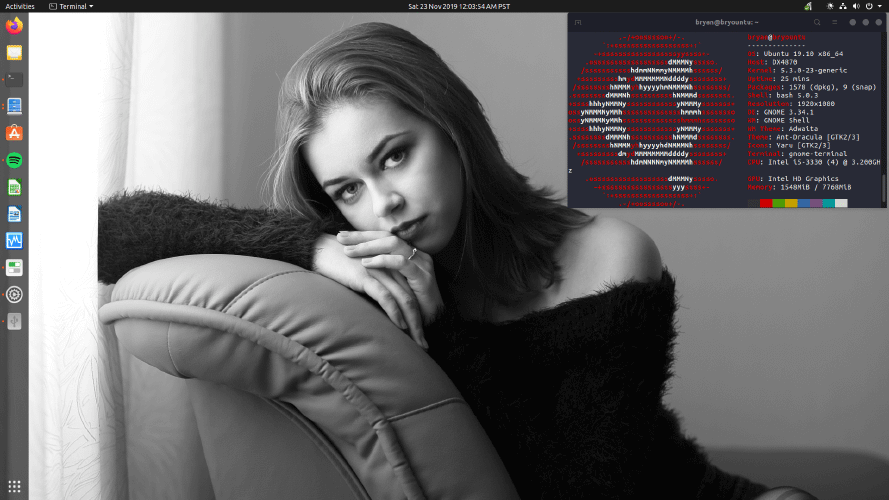 Activities Terminal Sat 23 Nov 2019 12:03:54 AM PST
bryen@bryountu: ~
bryen@bryountu
--------------
OS: Ubuntu 19.10 x86_64
Host: DX4870
Kernel: 5.3.0-23-generic
Uptime: 25 mins
Packages: 1578 (dpkg), 9 (snap)
Shell: bash 5.0.3
Resolution: 1920x1080
DE: GNOME 3.34.1
WM: GNOME Shell
WM Theme: Adwaita
Theme: Ant-Dracula [GTK2/3]
Icons: Yaru [GTK2/3]
Terminal: gnome-terminal
CPU: Intel i5-3330 (4) @ 3.200GH
z
GPU: Intel HD Graphics
Memory: 1548MiB / 7768MiB